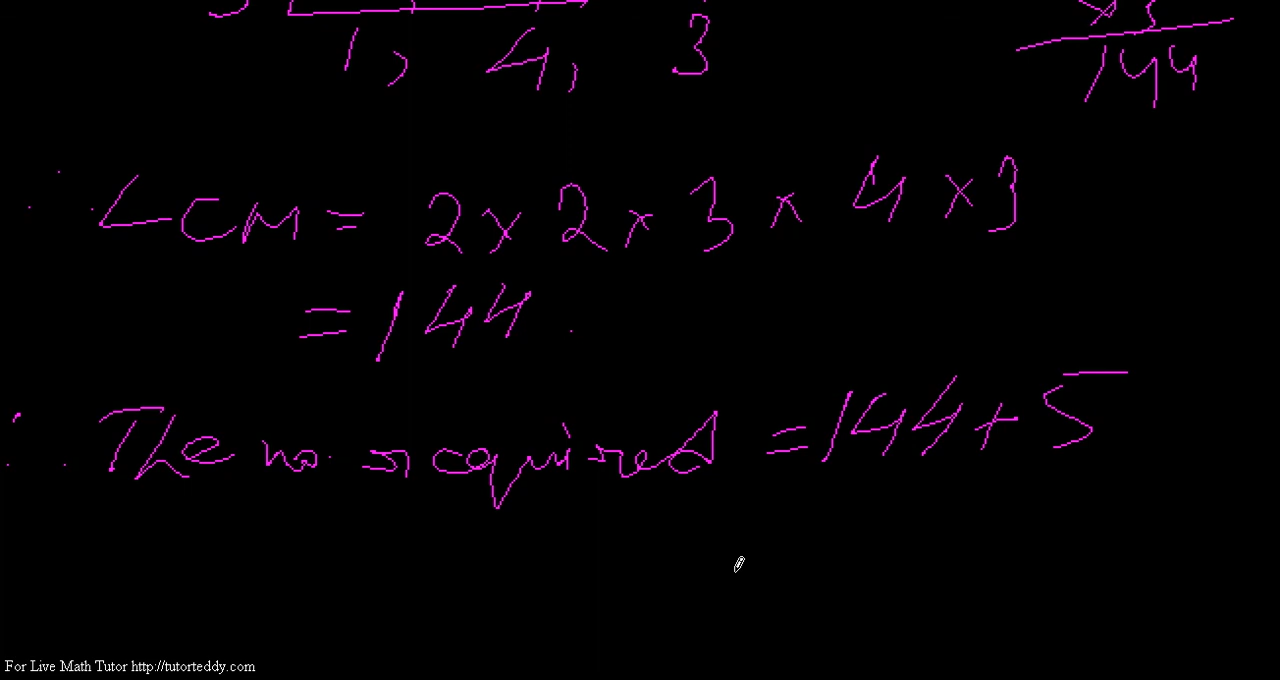 1, 4, 3
144
∴ LCM = 2 × 2 × 3 × 4 × 3
= 144
∴ The no. required = 144 + 5
For Live Math Tutor http://tutorteddy.com